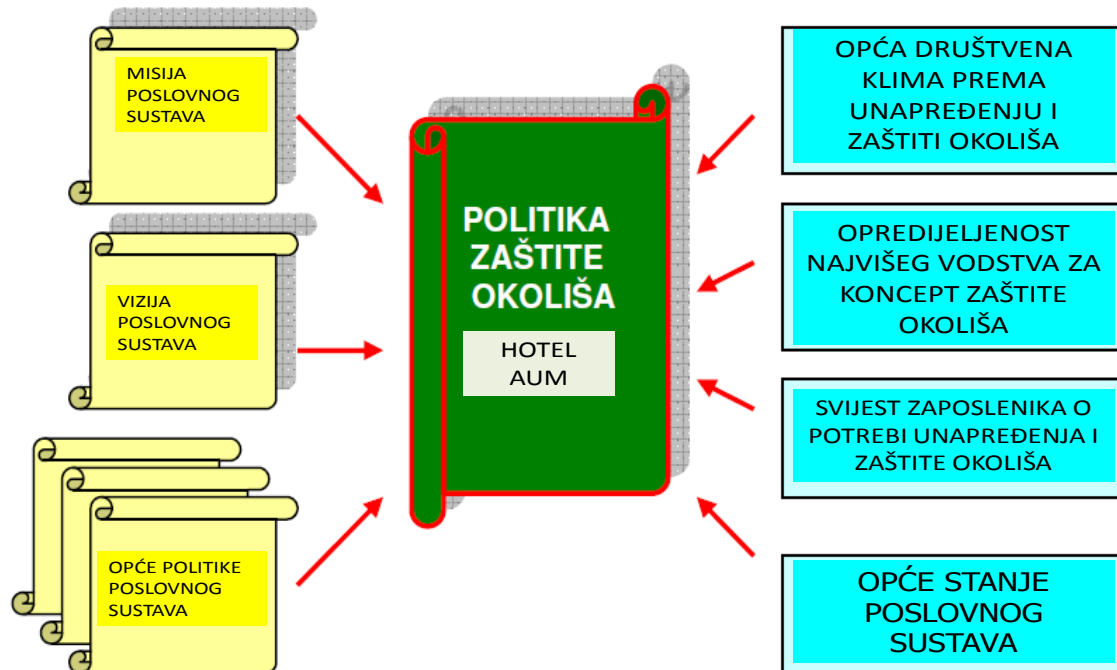 MISIJA
POSLOVNOG
SUSTAVA
VIZIJA
POSLOVNOG
SUSTAVA
OPĆE POLITIKE
POSLOVNOG
SUSTAVA
POLITIKA
ZAŠTITE
OKOLIŠA
HOTEL
AUM
OPĆA DRUŠTVENA
KLIMA PREMA
UNAPREĐENJU I
ZAŠTITI OKOLIŠA
OPREDIJELJENOST
NAJVIŠEG VODSTVA ZA
KONCEPT ZAŠTITE
OKOLIŠA
SVIJEST ZAPOSLENIKA O
POTREBI UNAPREĐENJA I
ZAŠTITE OKOLIŠA
OPĆE STANJE
POSLOVNOG
SUSTAVA